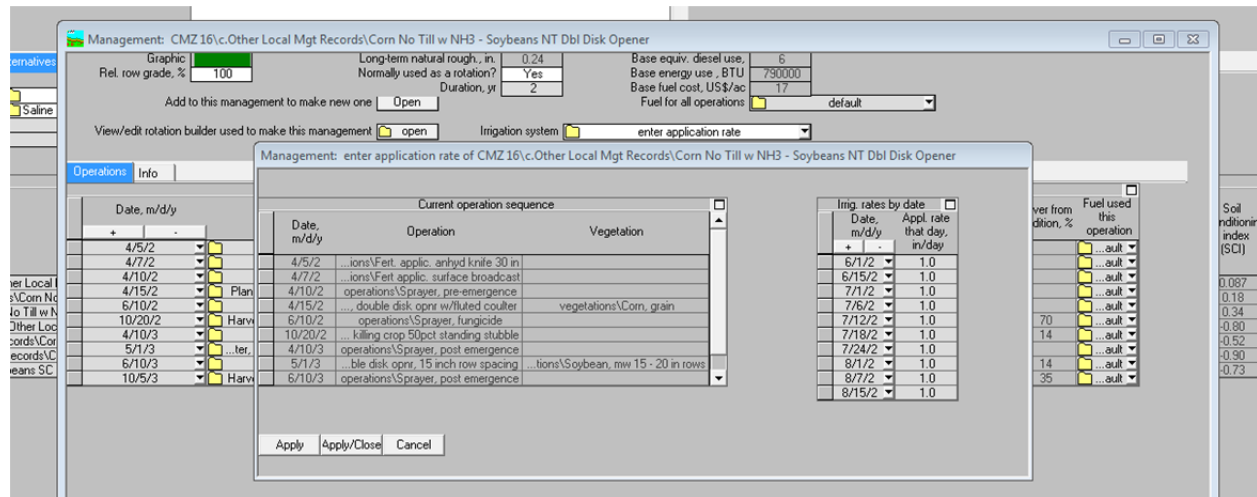 Management: CMZ 16\c.Other Local Mgt Records\Corn No Till w NH3 - Soybeans NT Dbl Disk Opener
Graphic
Long-term natural rough., in. 0.24
Base equiv. diesel use, 6
Rel. row grade, % 100
Normally used as a rotation? Yes
Base energy use , BTU 790000
Duration, yr 2
Base fuel cost, US$/ac 17
Add to this management to make new one Open
Fuel for all operations default
View/edit rotation builder used to make this management open
Irrigation system enter application rate
ernatives
Saline
Management: enter application rate of CMZ 16\c.Other Local Mgt Records\Corn No Till w NH3 - Soybeans NT Dbl Disk Opener
Operations Info
Date, m/d/y
+ -
4/5/2
4/7/2
4/10/2
4/15/2 Plan
6/10/2
10/20/2 Harv
4/10/3
5/1/3 ...ter,
6/10/3
10/5/3 Harv
Current operation sequence
Date, m/d/y Operation Vegetation
4/5/2 ...ions\Fert. applic. anhyd knife 30 in
4/7/2 ...ions\Fert applic. surface broadcast
4/10/2 operations\Sprayer, pre-emergence
4/15/2 ..., double disk opnr w/fluted coulter vegetations\Corn, grain
6/10/2 operations\Sprayer, fungicide
10/20/2 ... killing crop 50pct standing stubble
4/10/3 operations\Sprayer, post emergence
5/1/3 ...ble disk opnr, 15 inch row spacing ...tions\Soybean, mw 15 - 20 in rows
6/10/3 operations\Sprayer, post emergence
Irrig. rates by date
Date, m/d/y Appl. rate that day, in/day
+ -
6/1/2 1.0
6/15/2 1.0
7/1/2 1.0
7/6/2 1.0
7/12/2 1.0
7/18/2 1.0
7/24/2 1.0
8/1/2 1.0
8/7/2 1.0
8/15/2 1.0
Apply Apply/Close Cancel
ver from
dition, %
70
14
14
35
Fuel used
this
operation
...ault
...ault
...ault
...ault
...ault
...ault
...ault
...ault
...ault
...ault
Soil
nditionin
index
(SCI)
0.087
0.18
0.34
-0.80
-0.52
-0.90
-0.73
ner Local
s\Corn No
lo Till w N
Other Loc
cords\Cor
ecords\C
beans SC